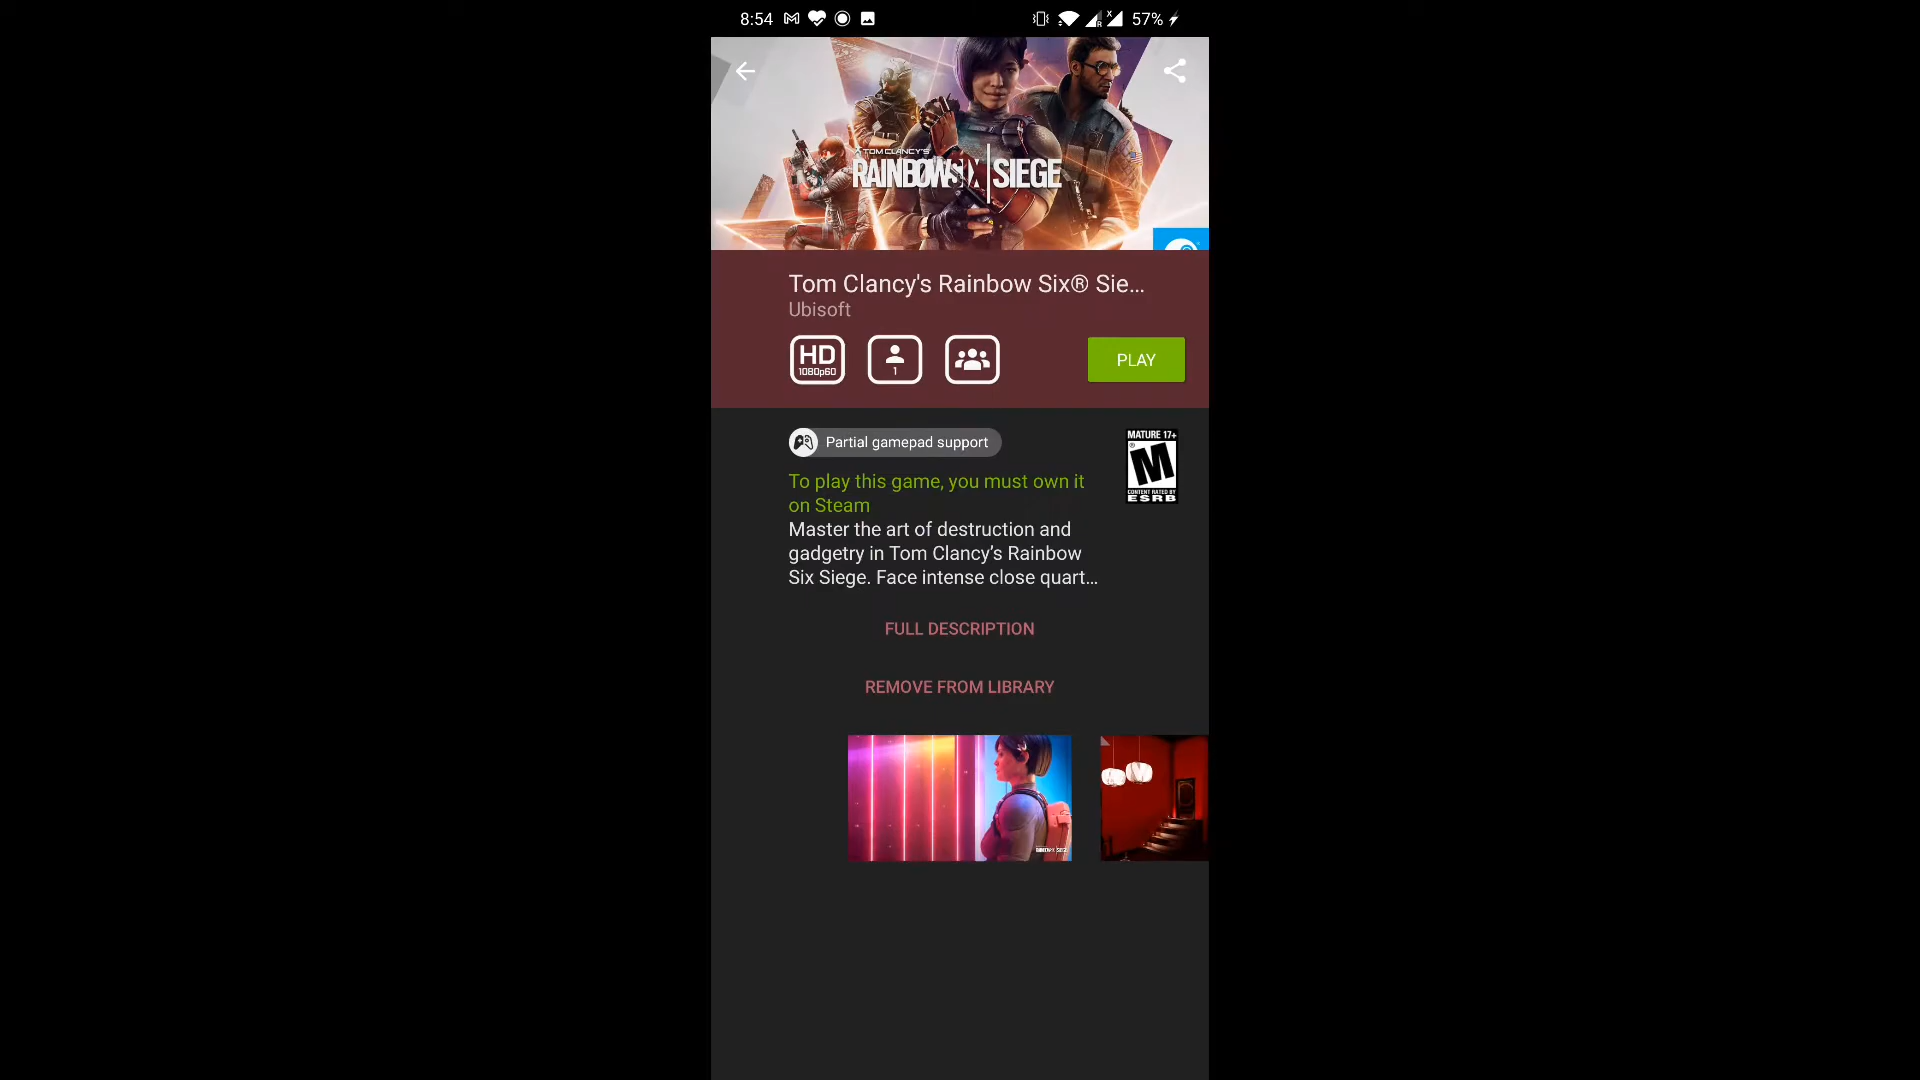 8:54
57%
TOM CLANCY'S
RAINBOWSIX SIEGE
Tom Clancy's Rainbow Six® Sie...
Ubisoft
HD
1080p60
1
PLAY
Partial gamepad support
MATURE 17+
M
CONTENT RATED BY
ESRB
To play this game, you must own it
on Steam
Master the art of destruction and
gadgetry in Tom Clancy’s Rainbow
Six Siege. Face intense close quart...
FULL DESCRIPTION
REMOVE FROM LIBRARY